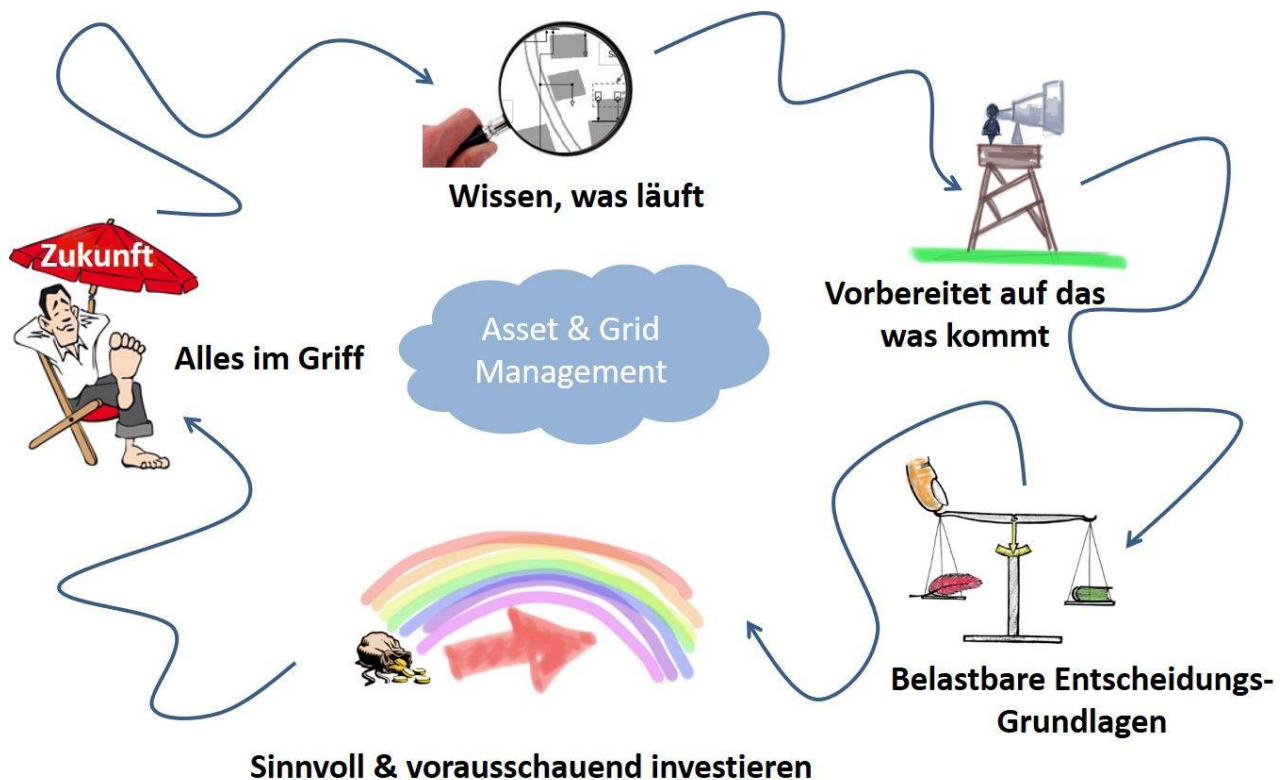 Wissen, was läuft
Zukunft
Vorbereitet auf das
was kommt
Asset & Grid
Management
Alles im Griff
Belastbare Entscheidungs-
Grundlagen
Sinnvoll & vorausschauend investieren